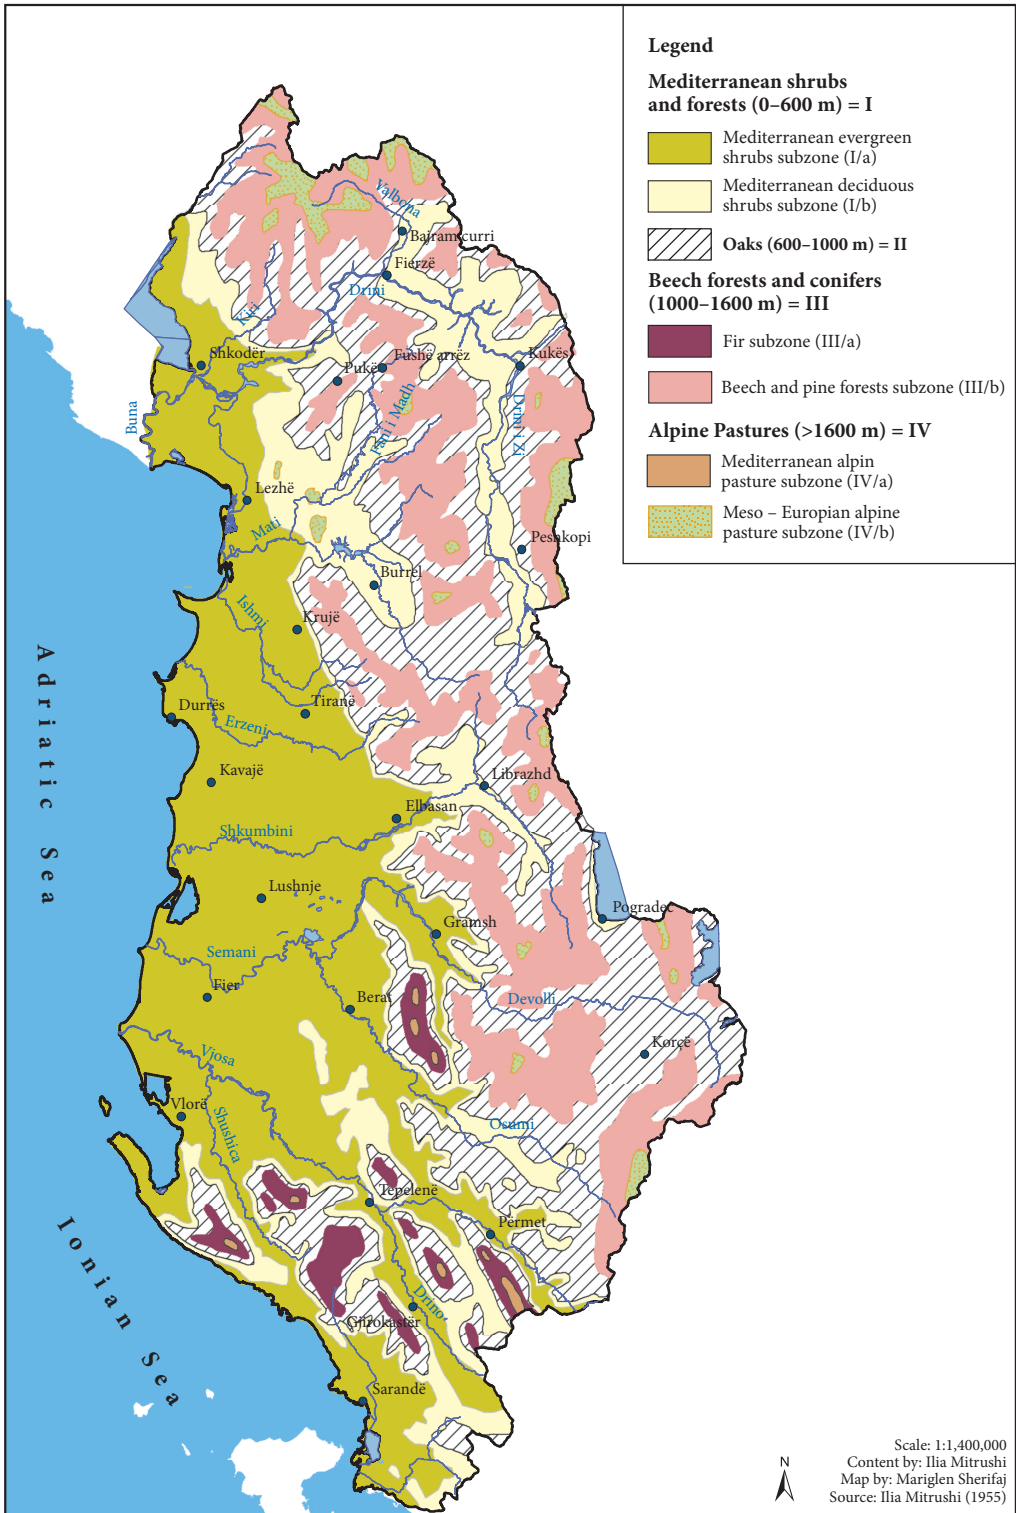 Legend
Mediterranean shrubs
and forests (0–600 m) = I
Mediterranean evergreen
shrubs subzone (I/a)
Mediterranean deciduous
shrubs subzone (I/b)
Oaks (600–1000 m) = II
Beech forests and conifers
(1000–1600 m) = III
Fir subzone (III/a)
Beech and pine forests subzone (III/b)
Alpine Pastures (>1600 m) = IV
Mediterranean alpin
pasture subzone (IV/a)
Meso – Europian alpine
pasture subzone (IV/b)
Valbona
Bajram curri
Fierzë
Drini
Kiri
Shkodër
Fushë arrëz
Kukës
Pukë
Buna
Fani i Madh
Drini i Zi
Lezhë
Mati
Peshkopi
Burrel
Ishmi
Krujë
Adriatic Sea
Durrës
Tiranë
Erzeni
Kavajë
Librazhd
Elbasan
Shkumbini
Lushnje
Pogradec
Gramsh
Semani
Fier
Berat
Devolli
Korçë
Vjosa
Vlorë
Shushica
Osumi
Tepelenë
Përmet
Ionian Sea
Drino
Gjirokastër
Sarandë
N
Scale: 1:1,400,000
Content by: Ilia Mitrushi
Map by: Mariglen Sherifaj
Source: Ilia Mitrushi (1955)